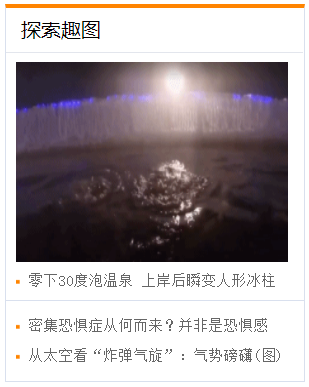 探索趣图
零下30度泡温泉 上岸后瞬变人形冰柱
密集恐惧症从何而来？并非是恐惧感
从太空看“炸弹气旋”：气势磅礴(图)